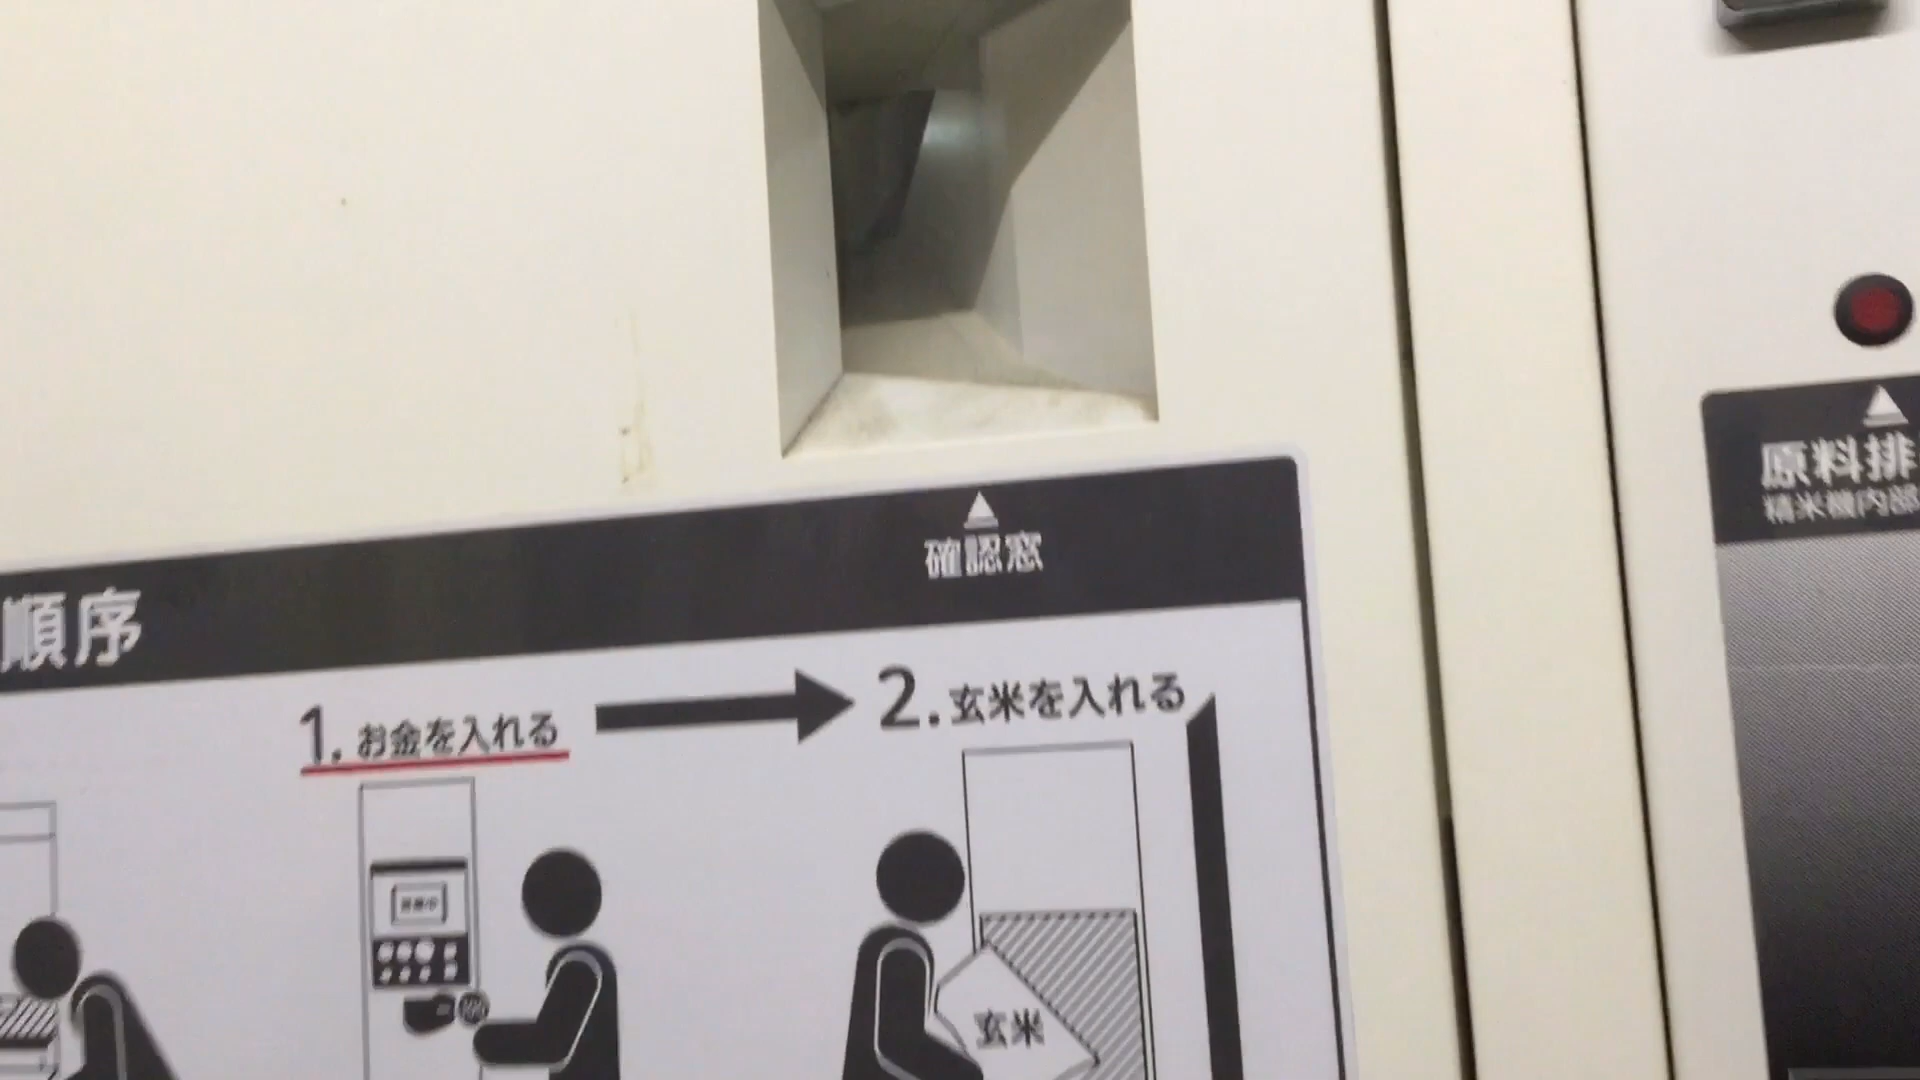 確認窓
順序
1. お金を入れる
2. 玄米を入れる
玄米
原料排
精米機内部